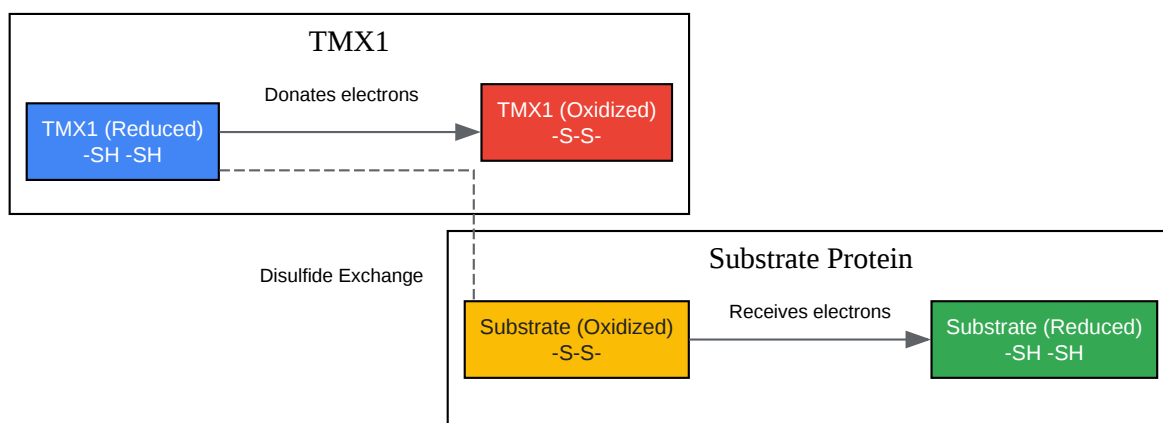 TMX1
Donates electrons
TMX1 (Reduced)
-SH -SH
TMX1 (Oxidized)
-S-S-
Disulfide Exchange
Substrate Protein
Substrate (Oxidized)
-S-S-
Receives electrons
Substrate (Reduced)
-SH -SH